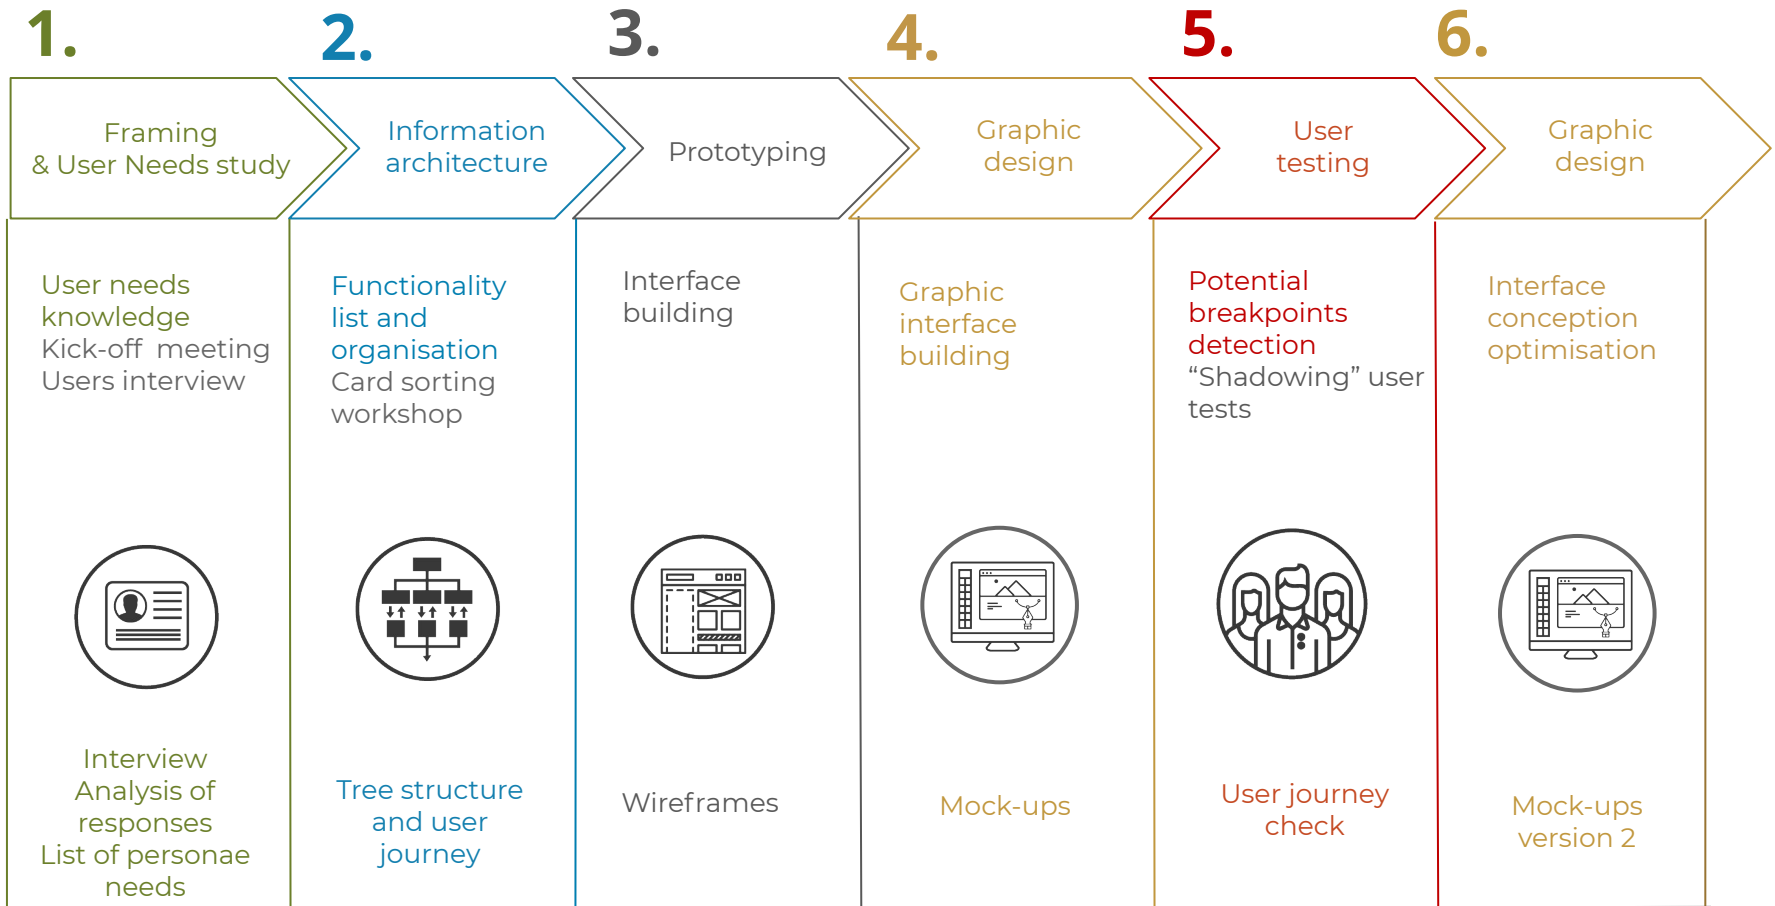 1.
2.
3.
4.
5.
6.
Framing
& User Needs study
Information
architecture
Prototyping
Graphic
design
User
testing
Graphic
design
User needs
knowledge
Kick-off  meeting
Users interview
Functionality
list and
organisation
Card sorting
workshop
Interface
building
Graphic
interface
building
Potential
breakpoints
detection
“Shadowing” user
tests
Interface
conception
optimisation
Interview
Analysis of
responses
List of personae
needs
Tree structure
and user
journey
Wireframes
Mock-ups
User journey
check
Mock-ups
version 2